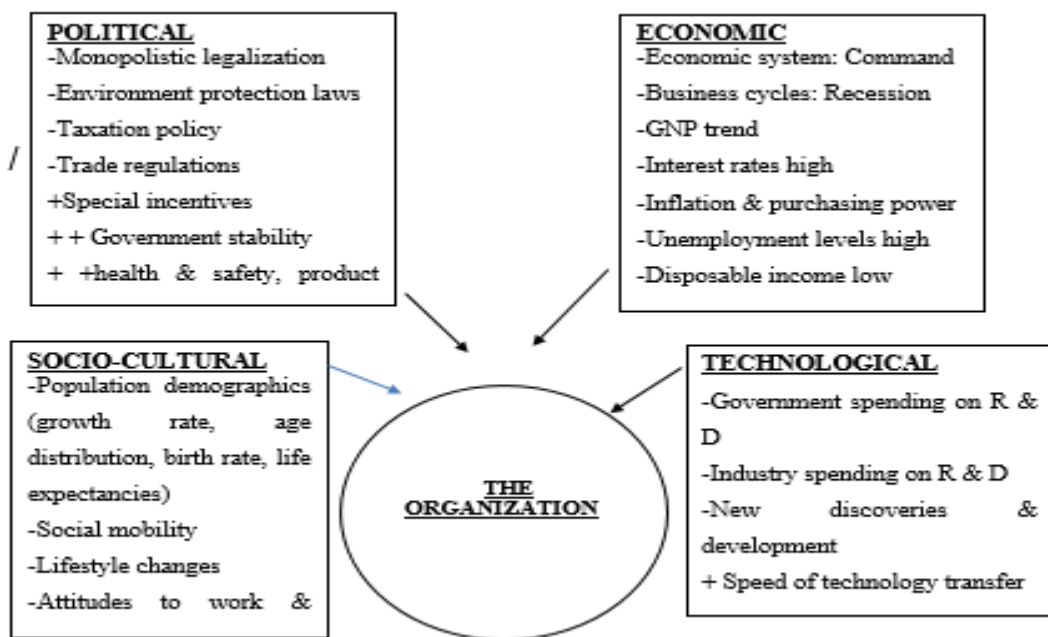 POLITICAL
-Monopolistic legalization
-Environment protection laws
-Taxation policy
-Trade regulations
+Special incentives
+ + Government stability
+ +health & safety, product
/
ECONOMIC
-Economic system: Command
-Business cycles: Recession
-GNP trend
-Interest rates high
-Inflation & purchasing power
-Unemployment levels high
-Disposable income low
SOCIO-CULTURAL
-Population demographics
(growth rate, age
distribution, birth rate, life
expectancies)
-Social mobility
-Lifestyle changes
-Attitudes to work &
THE
ORGANIZATION
TECHNOLOGICAL
-Government spending on R &
D
-Industry spending on R & D
-New discoveries &
development
+ Speed of technology transfer